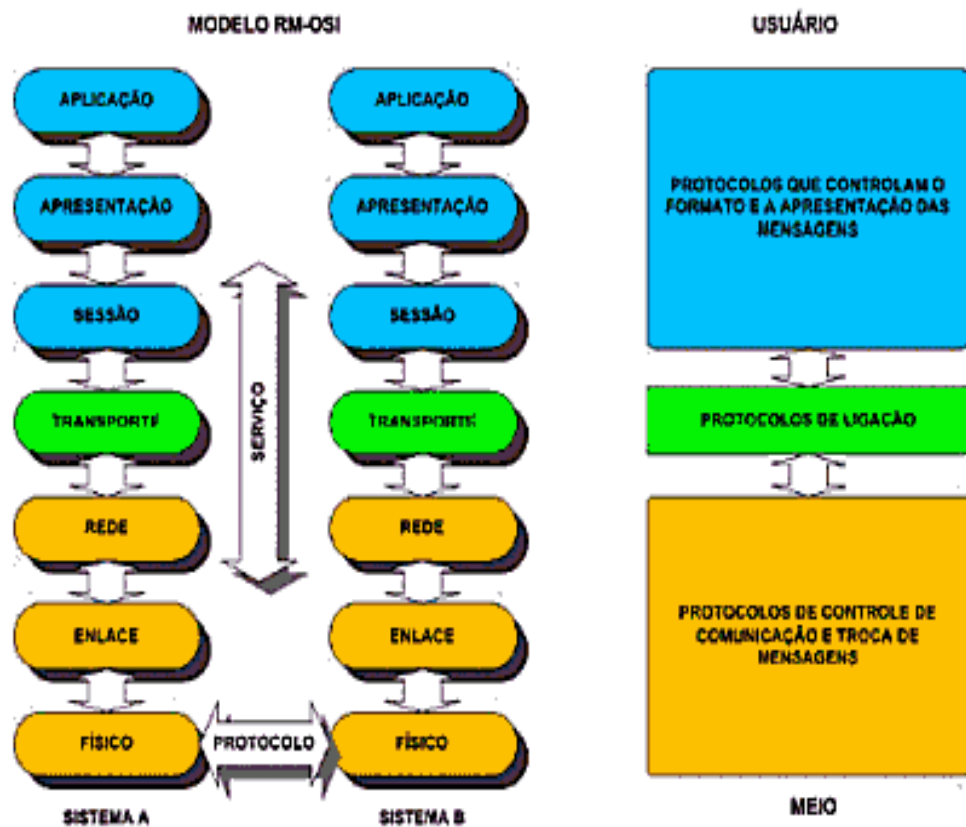 MODELO RM-OSI
USUÁRIO
APLICAÇÃO
APLICAÇÃO
APRESENTAÇÃO
APRESENTAÇÃO
SESSÃO
SESSÃO
TRANSPORTE
TRANSPORTE
REDE
REDE
ENLACE
ENLACE
FÍSICO
PROTOCOLO
FÍSICO
SERVIÇO
SISTEMA A
SISTEMA B
PROTOCOLOS QUE CONTROLAM O
FORMATO E A APRESENTAÇÃO DAS
MENSAGENS
PROTOCOLOS DE LIGAÇÃO
PROTOCOLOS DE CONTROLE DE
COMUNICAÇÃO E TROCA DE
MENSAGENS
MEIO